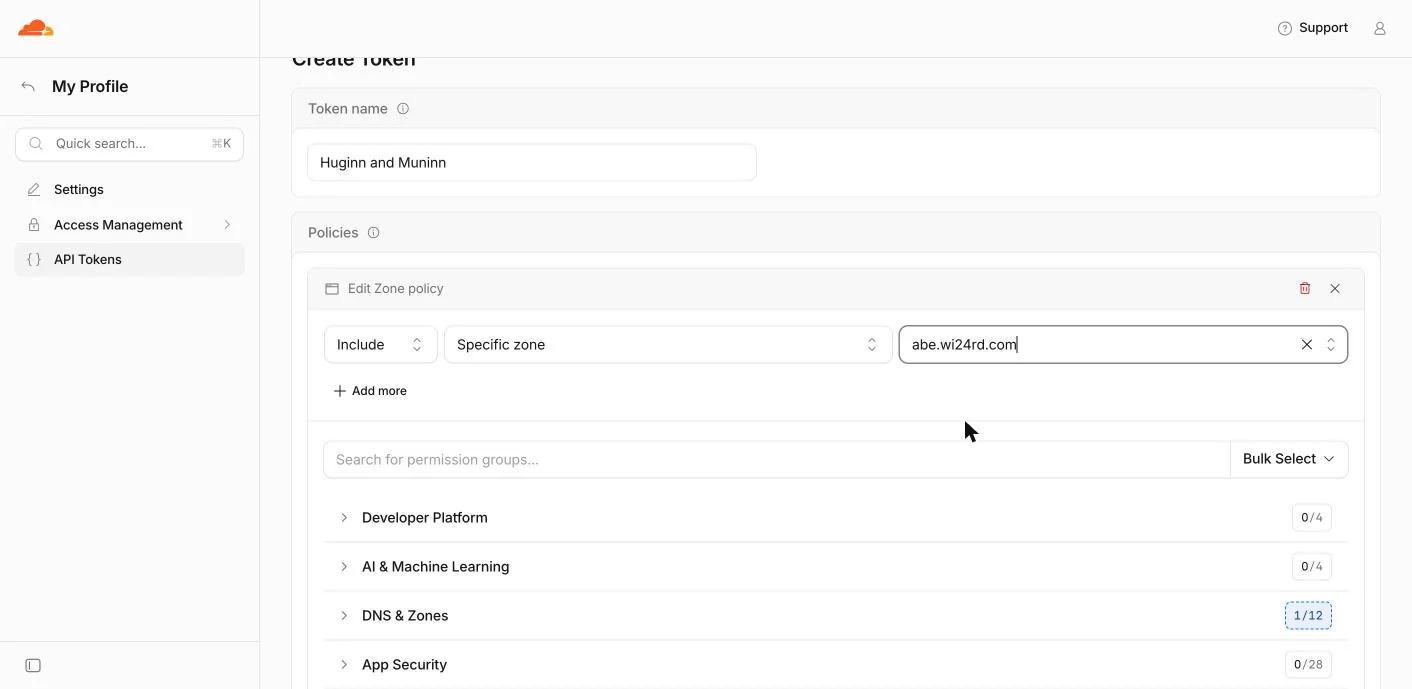 Support
Create Token
My Profile
Token name
Quick search... ⌘K
Huginn and Muninn
Settings
Access Management
Policies
API Tokens
Edit Zone policy
Include
Specific zone
abe.wi24rd.com
Add more
Search for permission groups...
Bulk Select
Developer Platform 0/4
AI & Machine Learning 0/4
DNS & Zones 1/12
App Security 0/28